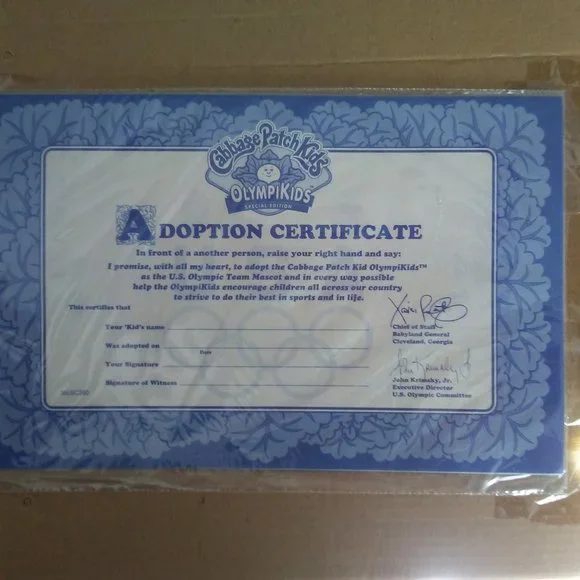 Cabbage Patch Kids
OLYMPIKIDS
SPECIAL EDITION
ADOPTION CERTIFICATE
In front of a another person, raise your right hand and say:
I promise, with all my heart, to adopt the Cabbage Patch Kid OlympiKids™
as the U.S. Olympic Team Mascot and in every way possible
help the OlympiKids encourage children all across our country
to strive to do their best in sports and in life.
This certifies that
Your 'Kid's name
Was adopted on
Date
Your Signature
Signature of Witness
Chief of Staff
Babyland General
Cleveland, Georgia
John Krimsky, Jr.
Executive Director
U.S. Olympic Committee